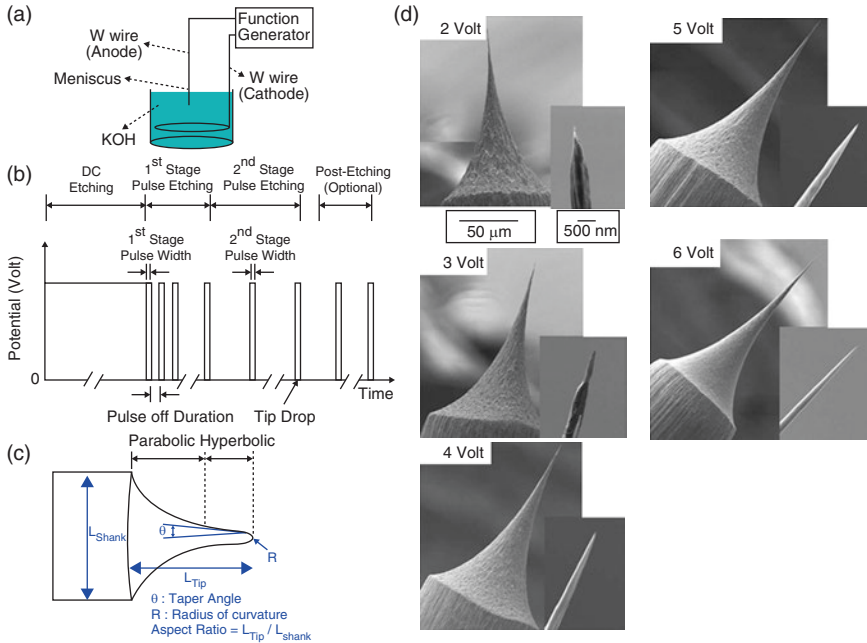 (a)
Function
Generator
W wire
(Anode)
Meniscus
W wire
(Cathode)
KOH
(b)
DC
Etching
1st Stage
Pulse Etching
2nd Stage
Pulse Etching
Post-Etching
(Optional)
1st Stage
Pulse Width
2nd Stage
Pulse Width
Potential (Volt)
0
Time
Pulse off Duration
Tip Drop
(c)
Parabolic Hyperbolic
θ
LShank
R
LTip
θ : Taper Angle
R : Radius of curvature
Aspect Ratio = LTip / Lshank
(d)
2 Volt
5 Volt
50 μm
500 nm
3 Volt
6 Volt
4 Volt